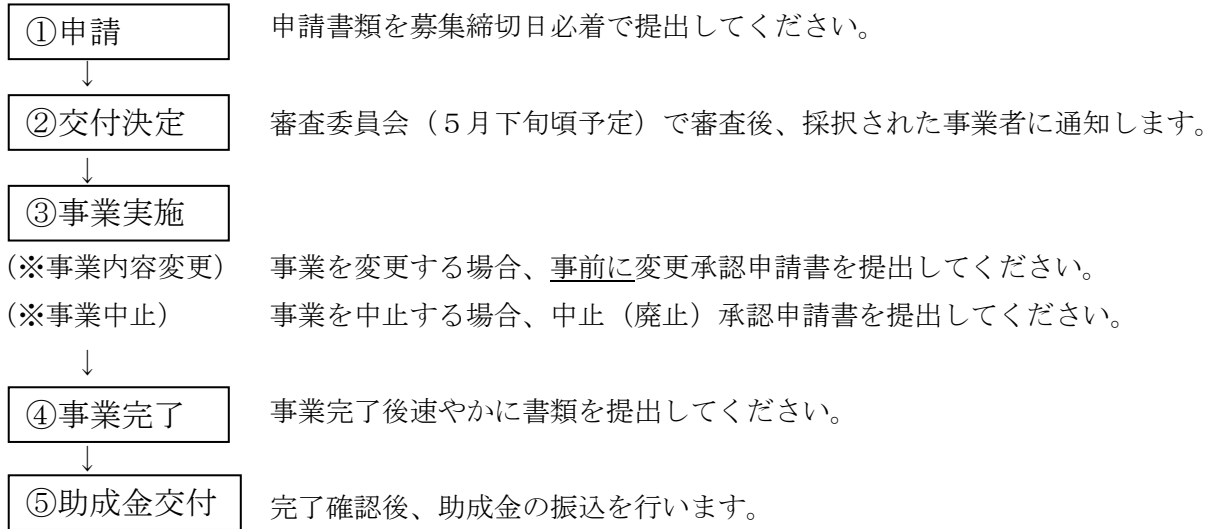 ①申請　申請書類を募集締切日必着で提出してください。
↓
②交付決定　審査委員会（５月下旬頃予定）で審査後、採択された事業者に通知します。
↓
③事業実施
(※事業内容変更)　事業を変更する場合、事前に変更承認申請書を提出してください。
(※事業中止)　事業を中止する場合、中止（廃止）承認申請書を提出してください。
↓
④事業完了　事業完了後速やかに書類を提出してください。
↓
⑤助成金交付　完了確認後、助成金の振込を行います。